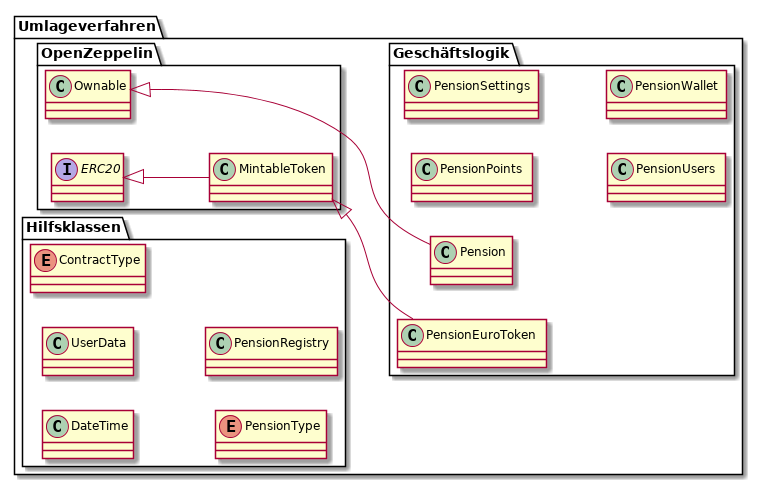 Umlageverfahren
OpenZeppelin
C Ownable
I ERC20
C MintableToken
Geschäftslogik
C PensionSettings
C PensionWallet
C PensionPoints
C PensionUsers
C Pension
C PensionEuroToken
Hilfsklassen
E ContractType
C UserData
C PensionRegistry
C DateTime
E PensionType